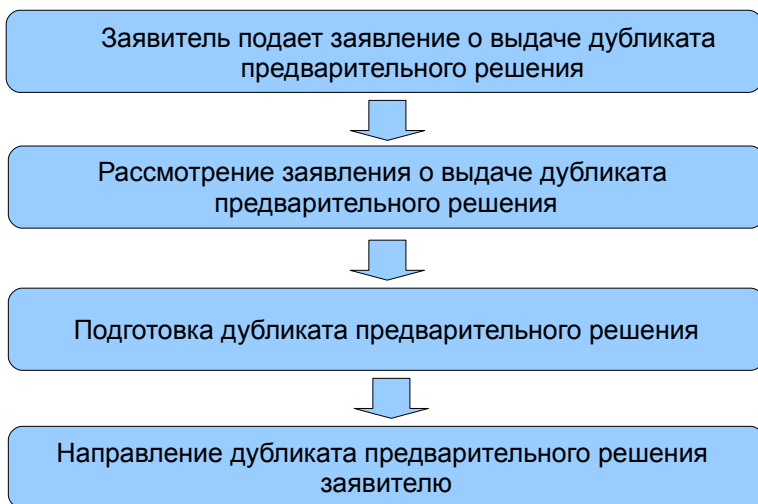 Заявитель подает заявление о выдаче дубликата
предварительного решения
Рассмотрение заявления о выдаче дубликата
предварительного решения
Подготовка дубликата предварительного решения
Направление дубликата предварительного решения
заявителю